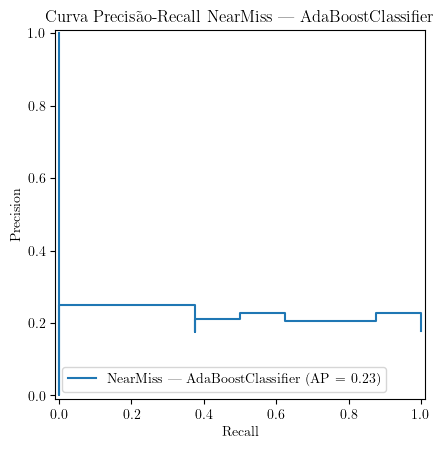 Curva Precisão-Recall NearMiss — AdaBoostClassifier
1.0
0.8
0.6
0.4
0.2
0.0
Precision
NearMiss — AdaBoostClassifier (AP = 0.23)
0.0 0.2 0.4 0.6 0.8 1.0
Recall